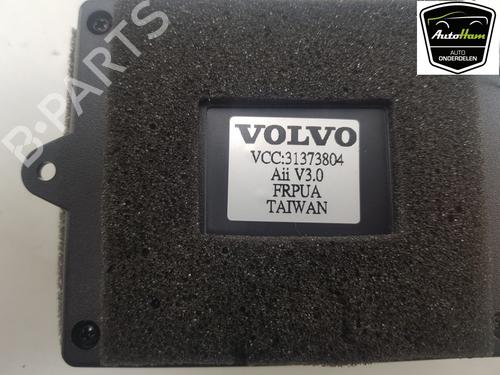 AutoHam
AUTO
ONDERDELEN
B-PARTS
VOLVO
VCC:31373804
Aii V3.0
FRPUA
TAIWAN